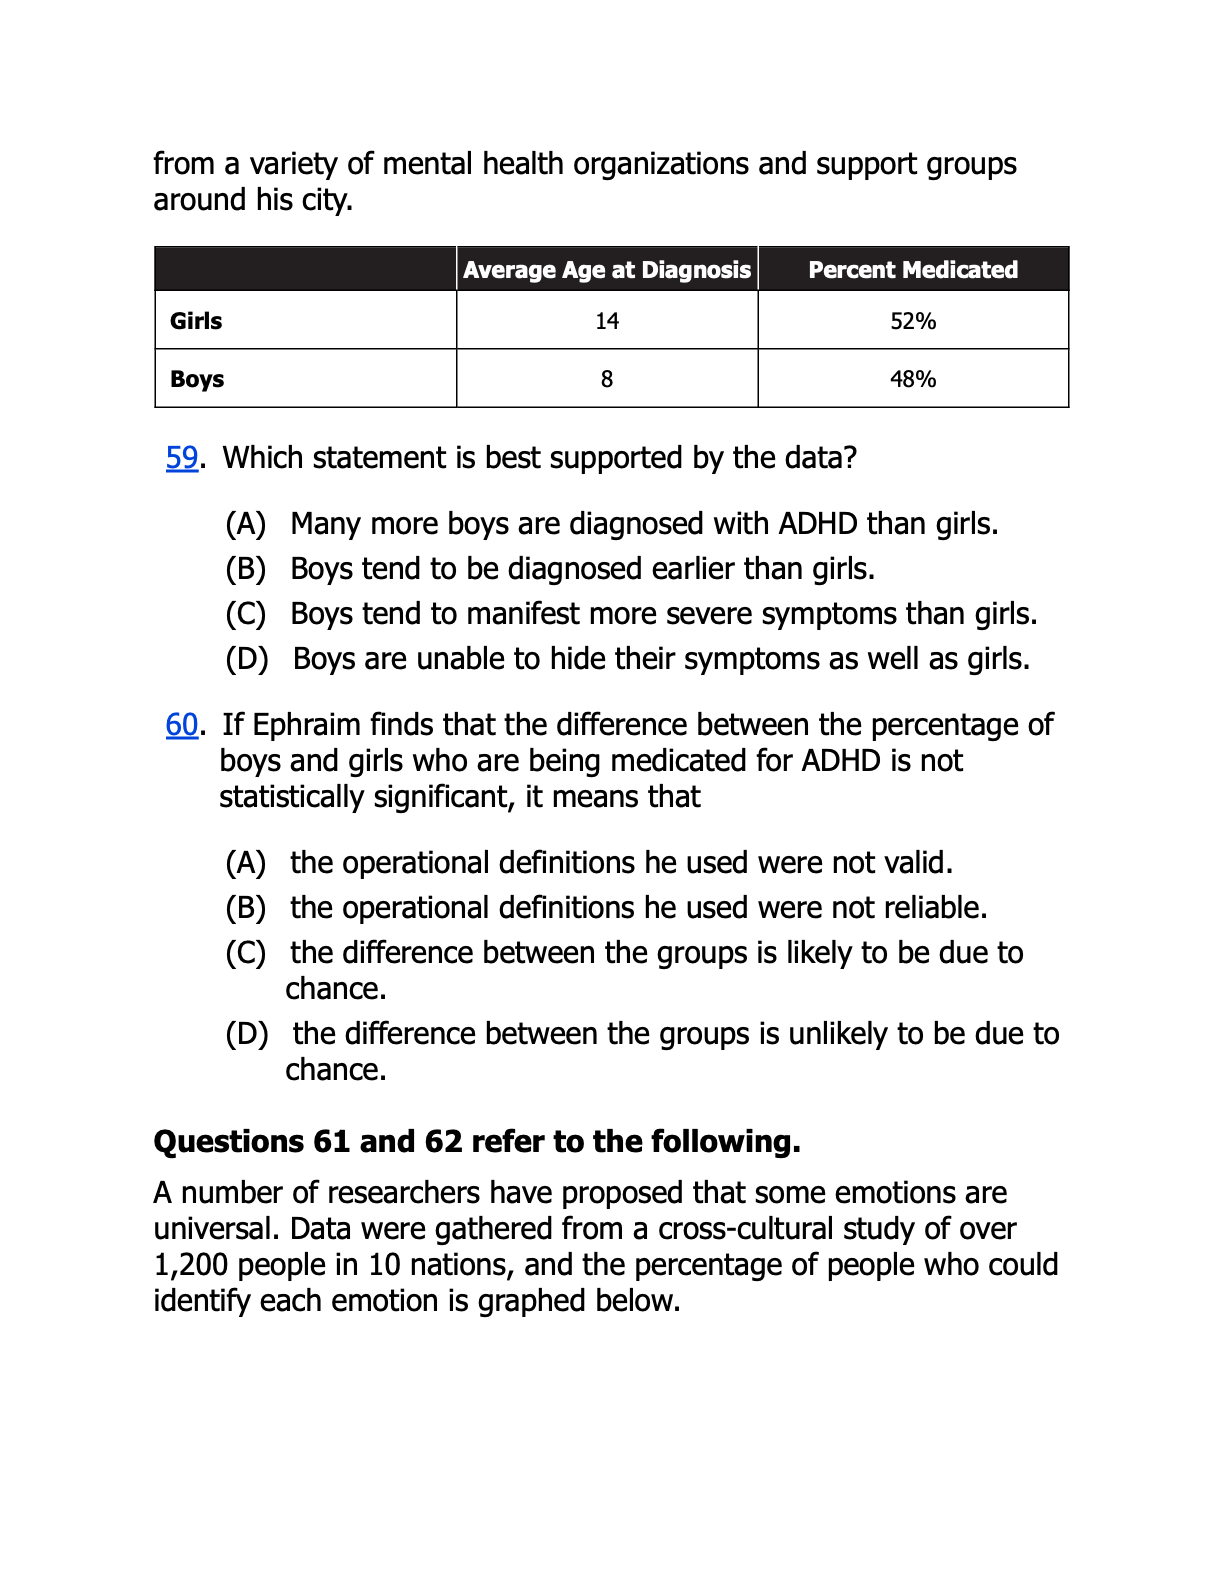 from a variety of mental health organizations and support groups
around his city.
Average Age at Diagnosis Percent Medicated
Girls 14 52%
Boys 8 48%
59. Which statement is best supported by the data?
(A) Many more boys are diagnosed with ADHD than girls.
(B) Boys tend to be diagnosed earlier than girls.
(C) Boys tend to manifest more severe symptoms than girls.
(D) Boys are unable to hide their symptoms as well as girls.
60. If Ephraim finds that the difference between the percentage of
boys and girls who are being medicated for ADHD is not
statistically significant, it means that
(A) the operational definitions he used were not valid.
(B) the operational definitions he used were not reliable.
(C) the difference between the groups is likely to be due to
chance.
(D) the difference between the groups is unlikely to be due to
chance.
Questions 61 and 62 refer to the following.
A number of researchers have proposed that some emotions are
universal. Data were gathered from a cross-cultural study of over
1,200 people in 10 nations, and the percentage of people who could
identify each emotion is graphed below.